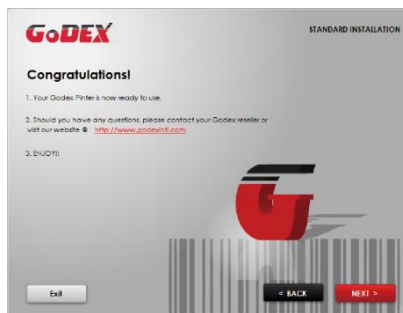 GoDEX
STANDARD INSTALLATION
Congratulations!
1. Your Godex Pinter is now ready to use.
2. Should you have any questions, please contact your Godex reseller or
visit our website @ http://www.godexintl.com
3. ENJOY!!
Exit
< BACK
NEXT >